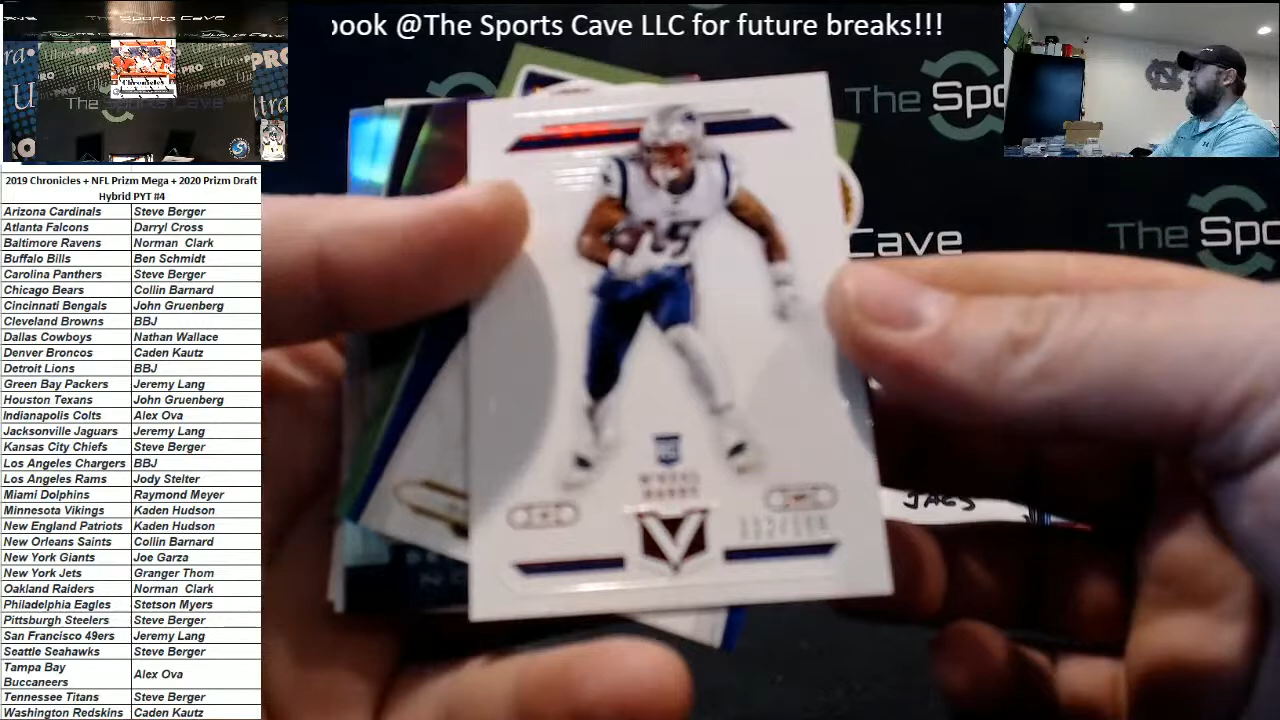 ook @The Sports Cave LLC for future breaks!!!
PRO
Chronicles
The Sports Cave
2019 Chronicles + NFL Prizm Mega + 2020 Prizm Draft
Hybrid PYT #4
Arizona Cardinals Steve Berger
Atlanta Falcons Darryl Cross
Baltimore Ravens Norman Clark
Buffalo Bills Ben Schmidt
Carolina Panthers Steve Berger
Chicago Bears Collin Barnard
Cincinnati Bengals John Gruenberg
Cleveland Browns BBJ
Dallas Cowboys Nathan Wallace
Denver Broncos Caden Kautz
Detroit Lions BBJ
Green Bay Packers Jeremy Lang
Houston Texans John Gruenberg
Indianapolis Colts Alex Ova
Jacksonville Jaguars Jeremy Lang
Kansas City Chiefs Steve Berger
Los Angeles Chargers BBJ
Los Angeles Rams Jody Stelter
Miami Dolphins Raymond Meyer
Minnesota Vikings Kaden Hudson
New England Patriots Kaden Hudson
New Orleans Saints Collin Barnard
New York Giants Joe Garza
New York Jets Granger Thom
Oakland Raiders Norman Clark
Philadelphia Eagles Stetson Myers
Pittsburgh Steelers Steve Berger
San Francisco 49ers Jeremy Lang
Seattle Seahawks Steve Berger
Tampa Bay
Buccaneers Alex Ova
Tennessee Titans Steve Berger
Washington Redskins Caden Kautz
The Spo
Cave
The Spo
N'KEAL
HARRY
V
JAGS